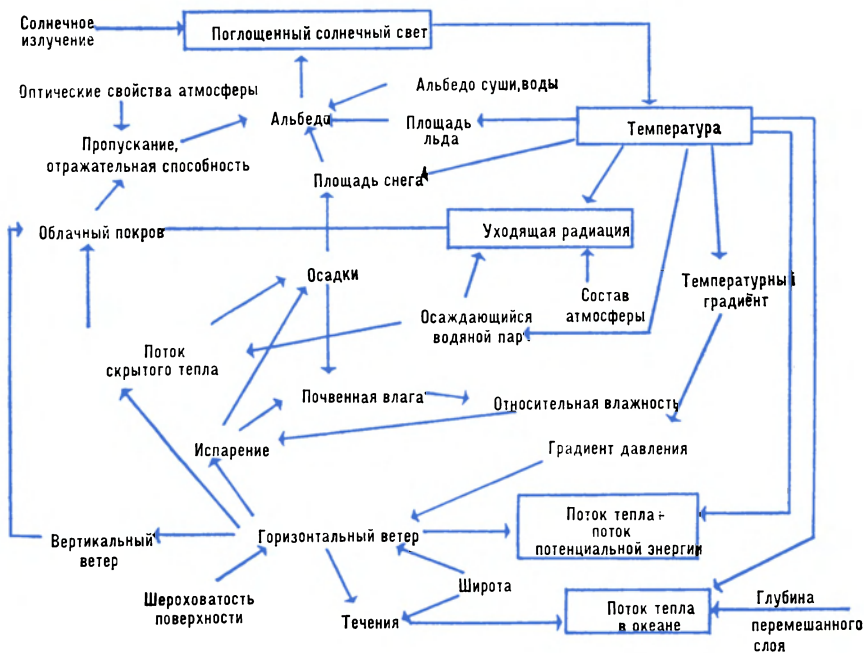 Солнечное
излучение
Поглощенный солнечный свет
Оптические свойства атмосферы
Альбедо суши, воды
Альбедо
Площадь
льда
Температура
Пропускание,
отражательная способность
Площадь снега
Облачный покров
Уходящая радиация
Осадки
Состав
атмосферы
Температурный
градиент
Осаждающийся
водяной пар
Поток
скрытого тепла
Почвенная влага
Относительная влажность
Испарение
Градиент давления
Вертикальный
ветер
Горизонтальный ветер
Поток тепла +
поток
потенциальной энергии
Шероховатость
поверхности
Широта
Течения
Поток тепла
в океане
Глубина
перемешанного
слоя